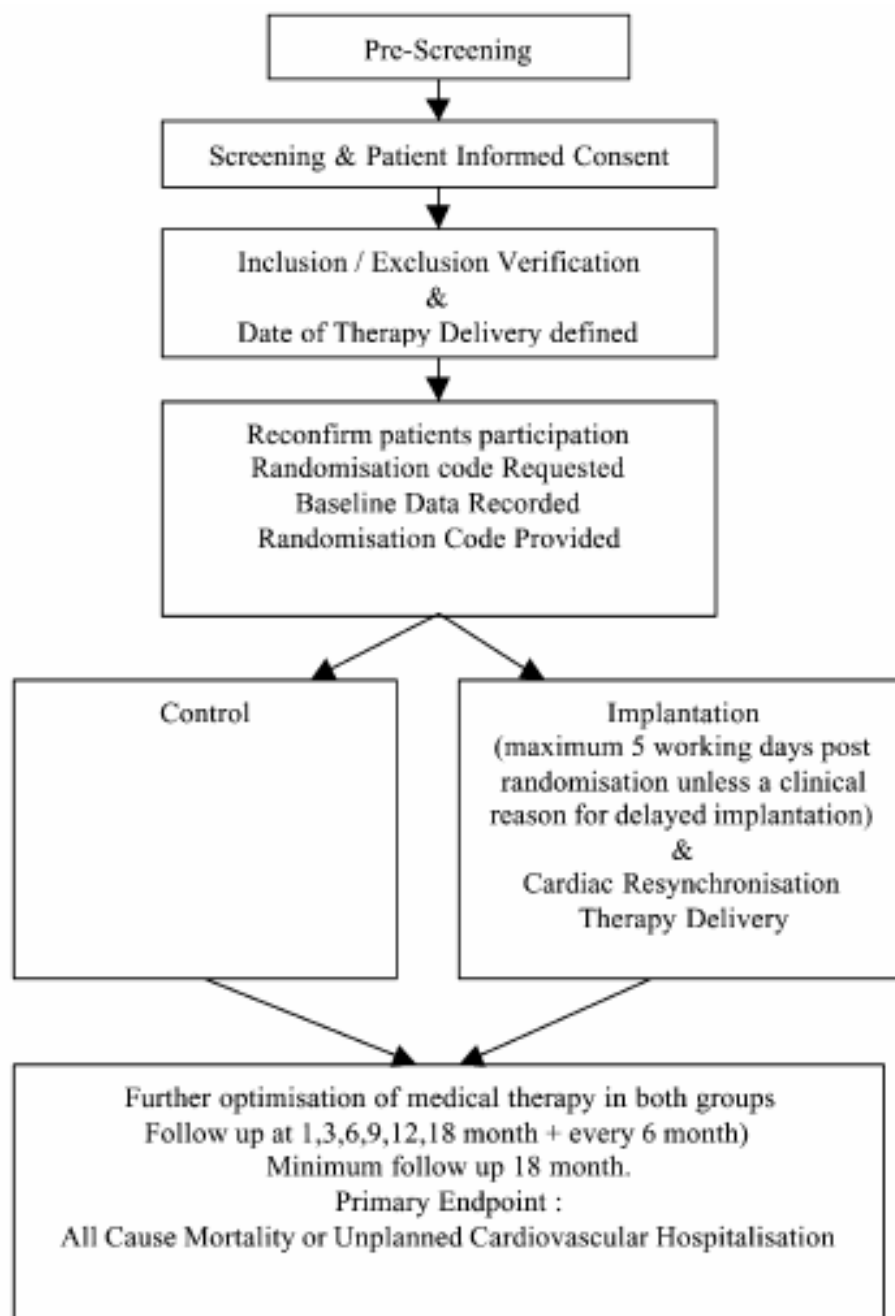 Pre-Screening
Screening & Patient Informed Consent
Inclusion / Exclusion Verification
&
Date of Therapy Delivery defined
Reconfirm patients participation
Randomisation code Requested
Baseline Data Recorded
Randomisation Code Provided
Control
Implantation
(maximum 5 working days post
randomisation unless a clinical
reason for delayed implantation)
&
Cardiac Resynchronisation
Therapy Delivery
Further optimisation of medical therapy in both groups
Follow up at 1,3,6,9,12,18 month + every 6 month)
Minimum follow up 18 month.
Primary Endpoint :
All Cause Mortality or Unplanned Cardiovascular Hospitalisation